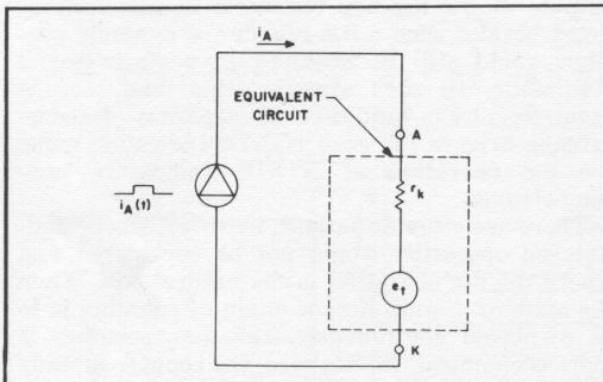 i_A
EQUIVALENT
CIRCUIT
A
r_k
i_A(t)
e_t
K